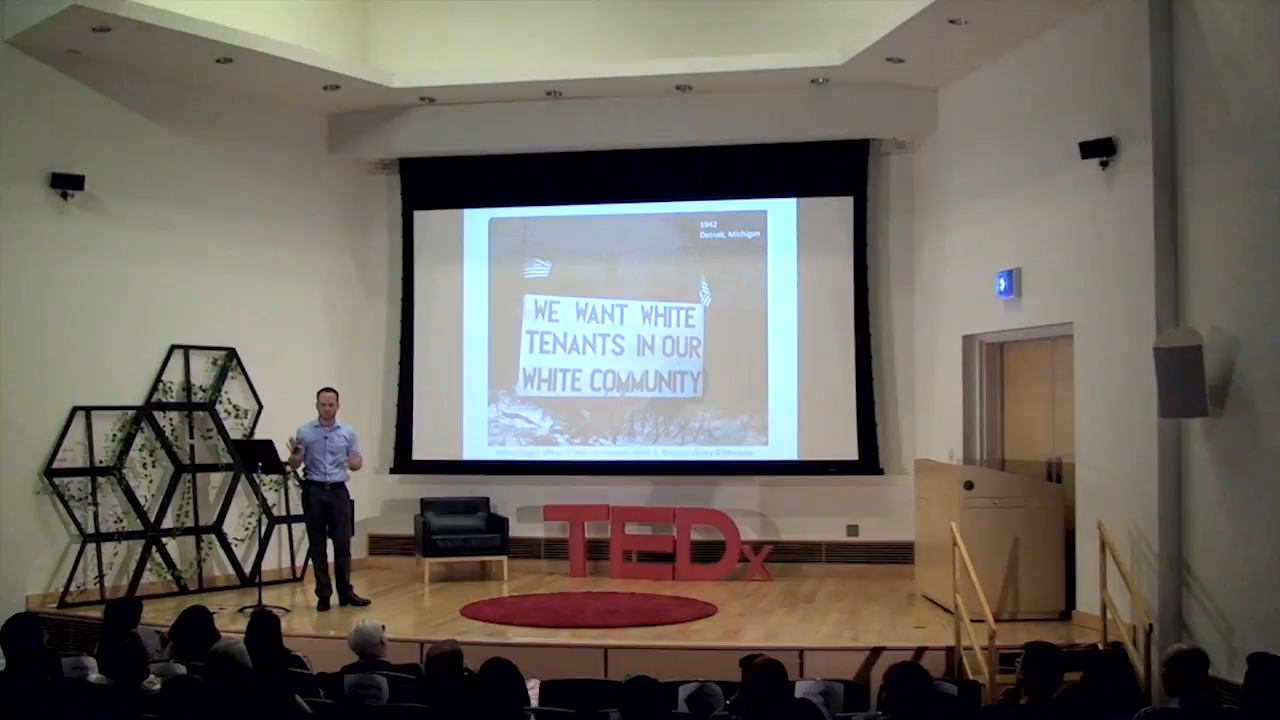 1942
Detroit, Michigan
WE WANT WHITE
TENANTS IN OUR
WHITE COMMUNITY
TEDx